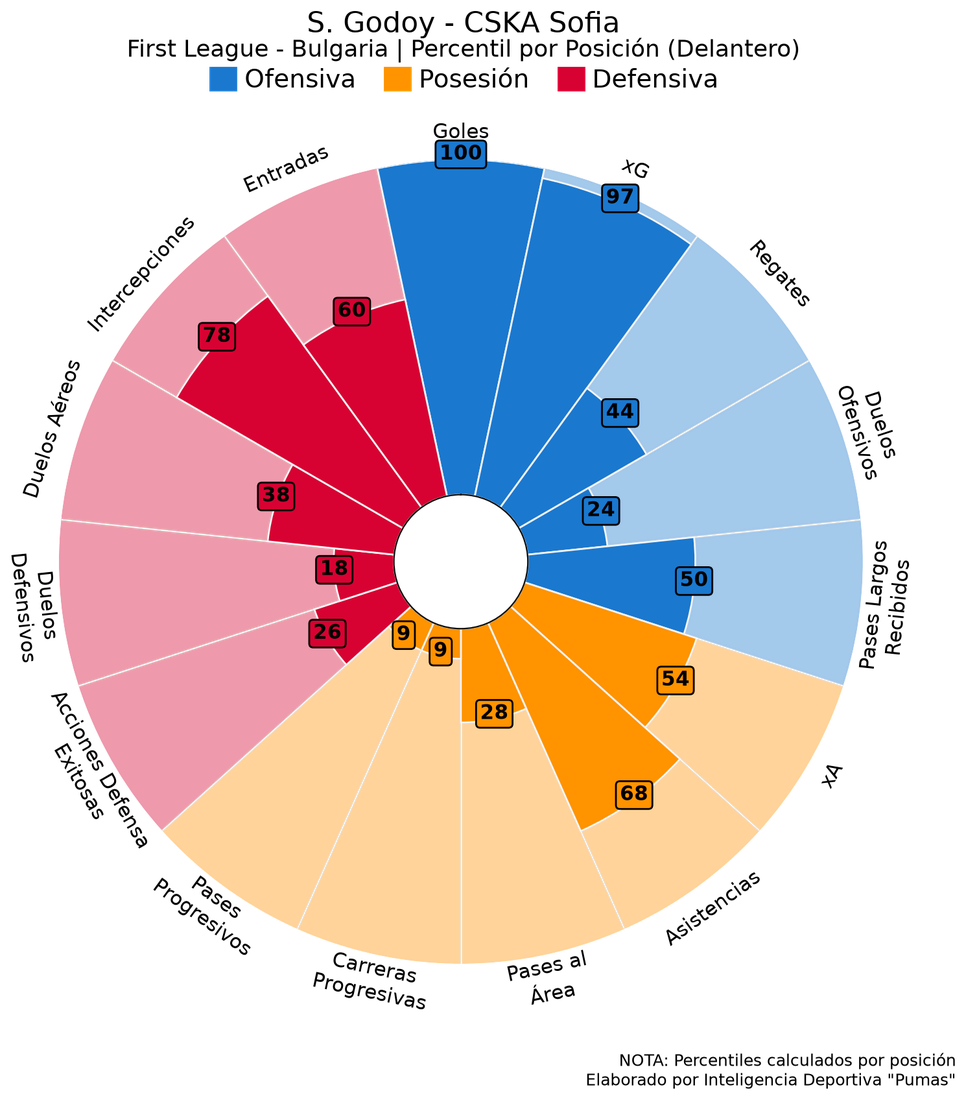 S. Godoy - CSKA Sofia
First League - Bulgaria | Percentil por Posición (Delantero)
Ofensiva Posesión Defensiva
Goles
100
xG
97
Regates
44
Duelos
Ofensivos
24
Pases Largos
Recibidos
50
xA
54
Asistencias
68
Pases al
Área
28
Carreras
Progresivas
9
Pases
Progresivos
9
Acciones Defensa
Exitosas
26
Duelos
Defensivos
18
Duelos Aéreos
38
Intercepciones
78
Entradas
60
NOTA: Percentiles calculados por posición
Elaborado por Inteligencia Deportiva "Pumas"